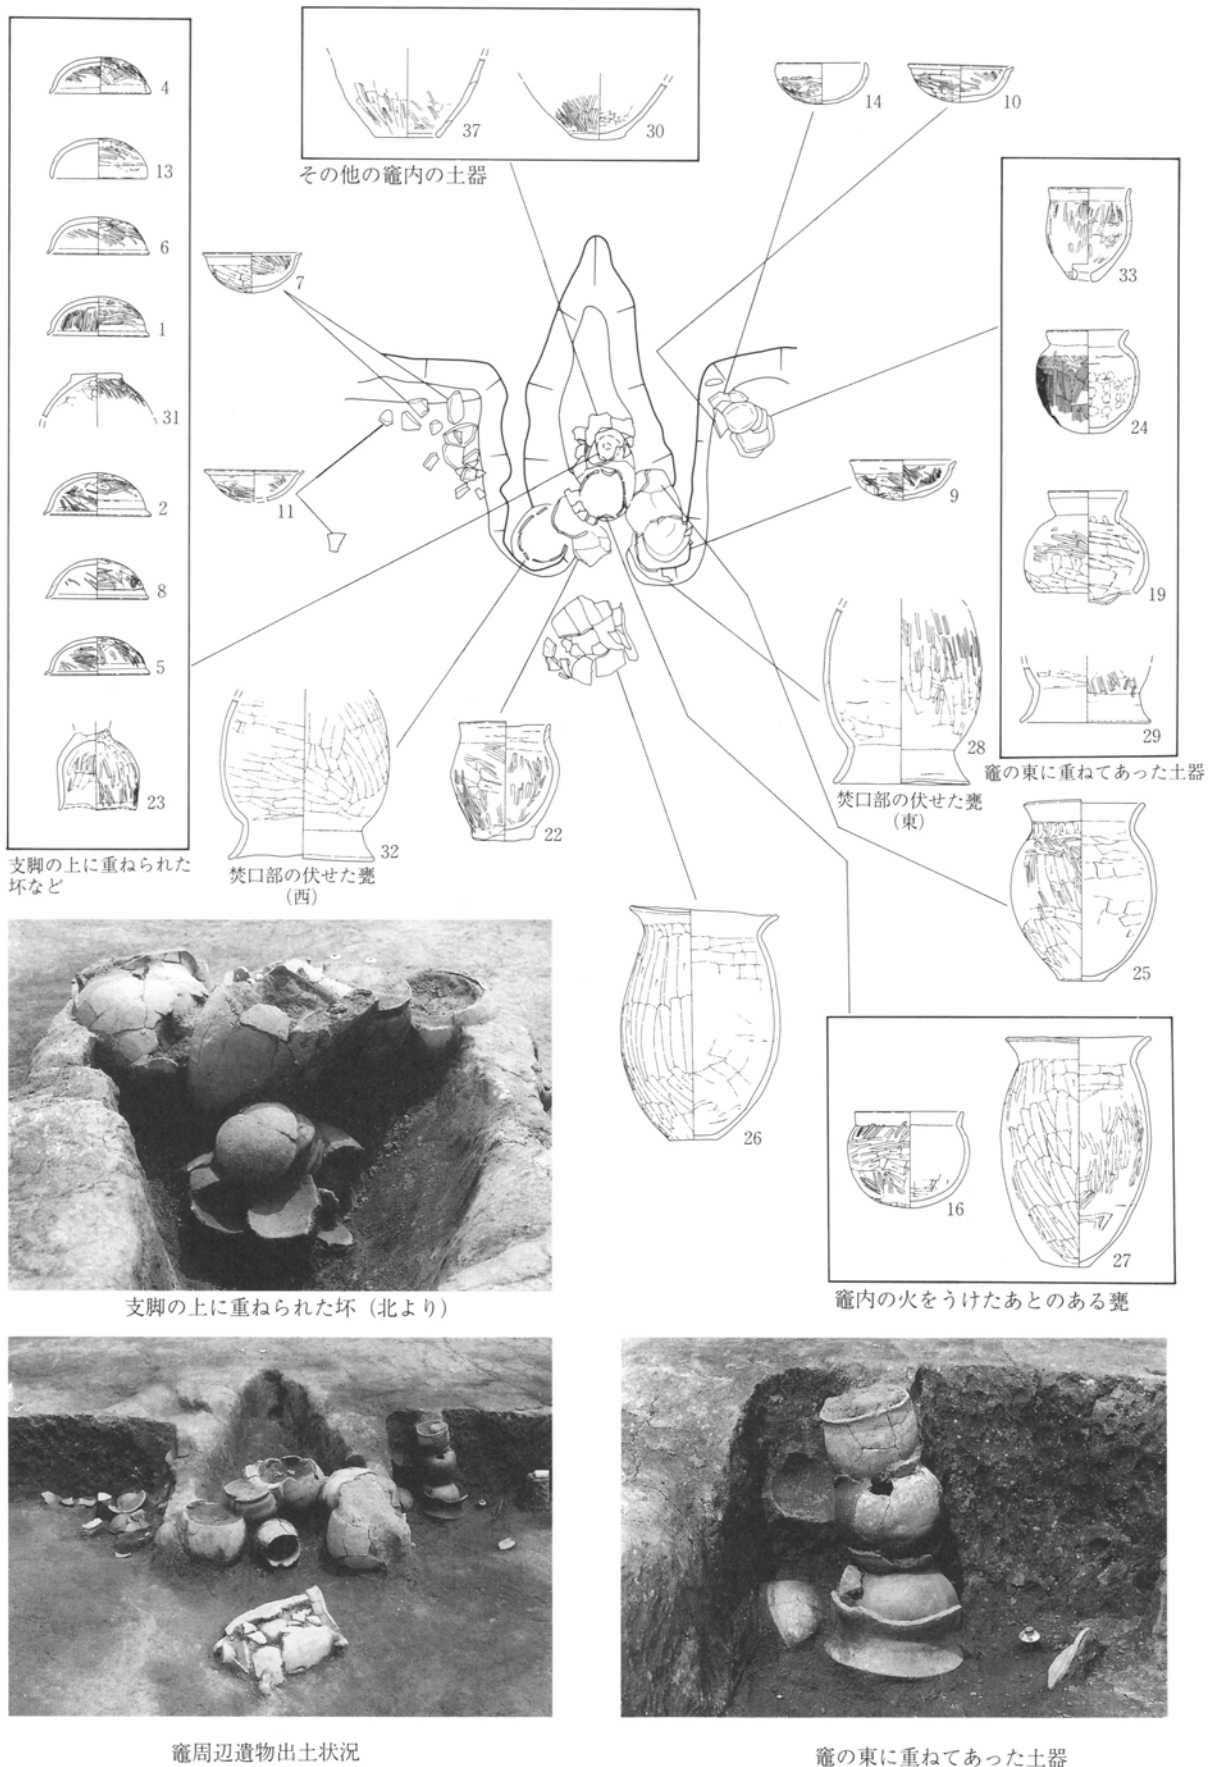 4
13
6
1
31
2
8
5
23
支脚の上に重ねられた
坏など
37
30
その他の竈内の土器
14
10
7
11
9
33
24
19
29
竈の東に重ねてあった土器
32
焚口部の伏せた甕
(西)
22
28
焚口部の伏せた甕
(東)
25
26
16
27
竈内の火をうけたあとのある甕
支脚の上に重ねられた坏 (北より)
竈周辺遺物出土状況
竈の東に重ねてあった土器